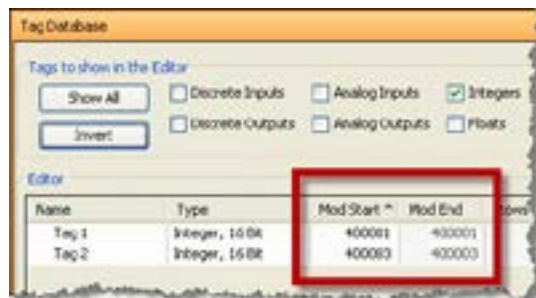 Tag Database
Tags to show in the Editor
Show All
Discrete Inputs
Analog Inputs
Integers
Invert
Discrete Outputs
Analog Outputs
Floats
Editor
Name Type Mod Start ^ Mod End
Tag 1 Integer, 16 Bit 400001 400001
Tag 2 Integer, 16 Bit 400003 400003